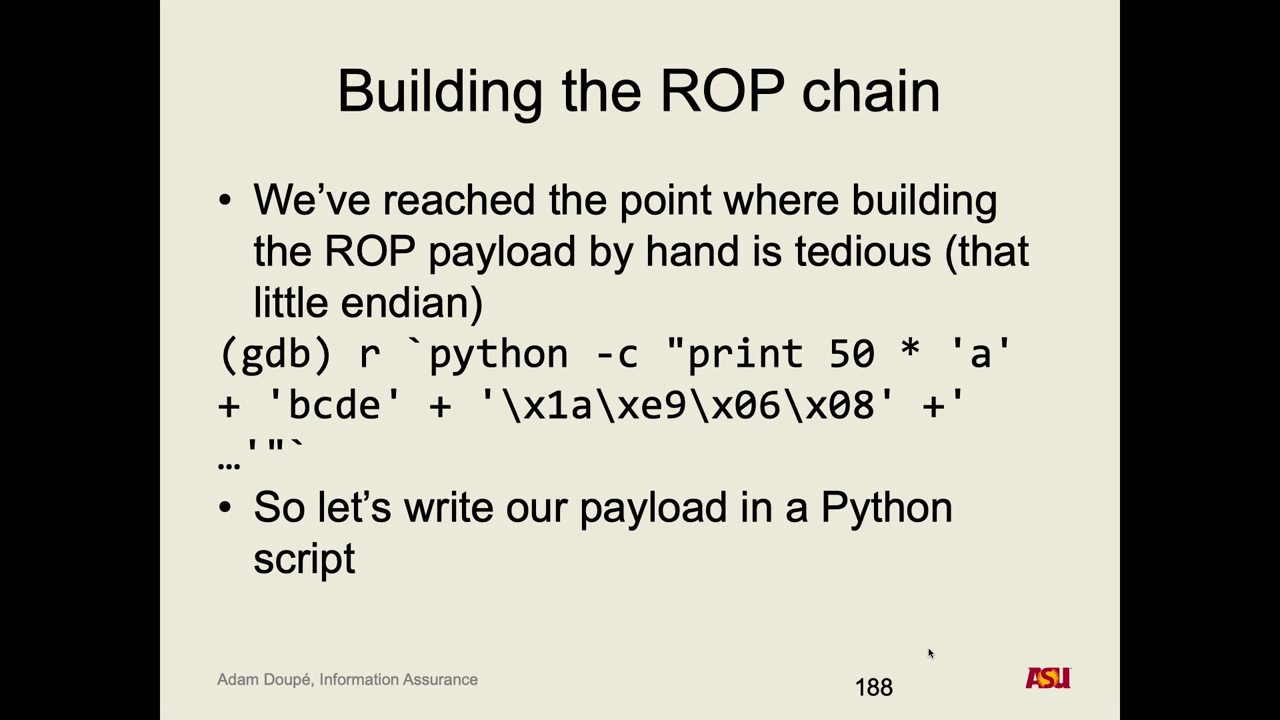 Building the ROP chain
• We’ve reached the point where building
the ROP payload by hand is tedious (that
little endian)
(gdb) r `python -c "print 50 * 'a'
+ 'bcde' + '\x1a\xe9\x06\x08' +'
…'"`
• So let’s write our payload in a Python
script
Adam Doupé, Information Assurance
188
ASU